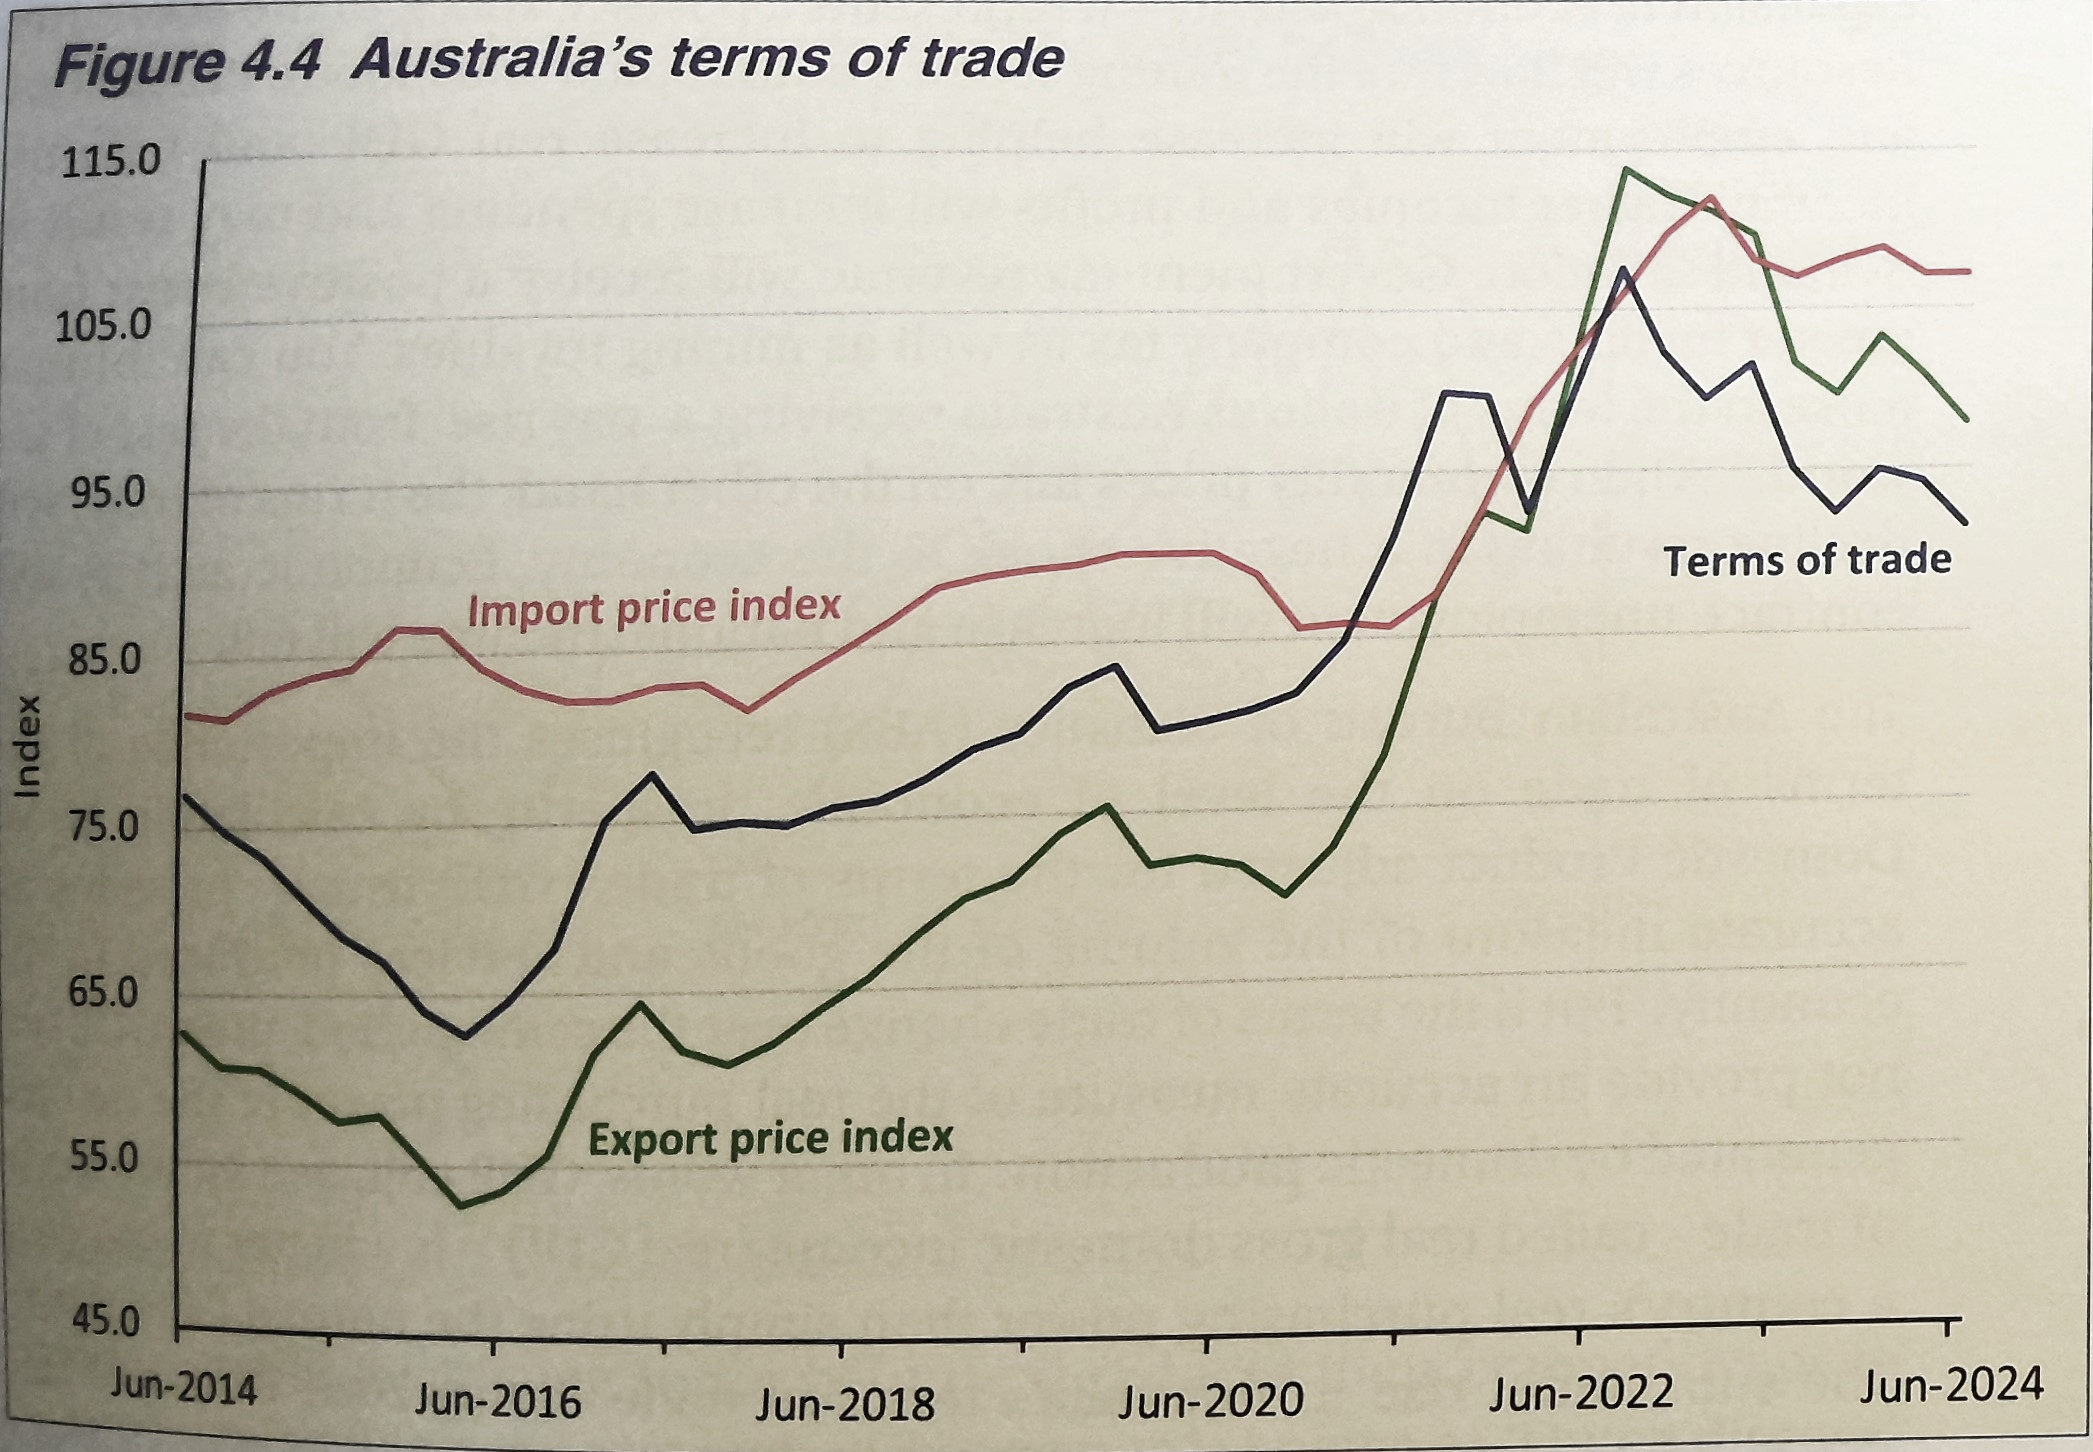 Figure 4.4 Australia's terms of trade
115.0
105.0
95.0
85.0
75.0
65.0
55.0
45.0
Index
Import price index
Terms of trade
Export price index
Jun-2014
Jun-2016
Jun-2018
Jun-2020
Jun-2022
Jun-2024